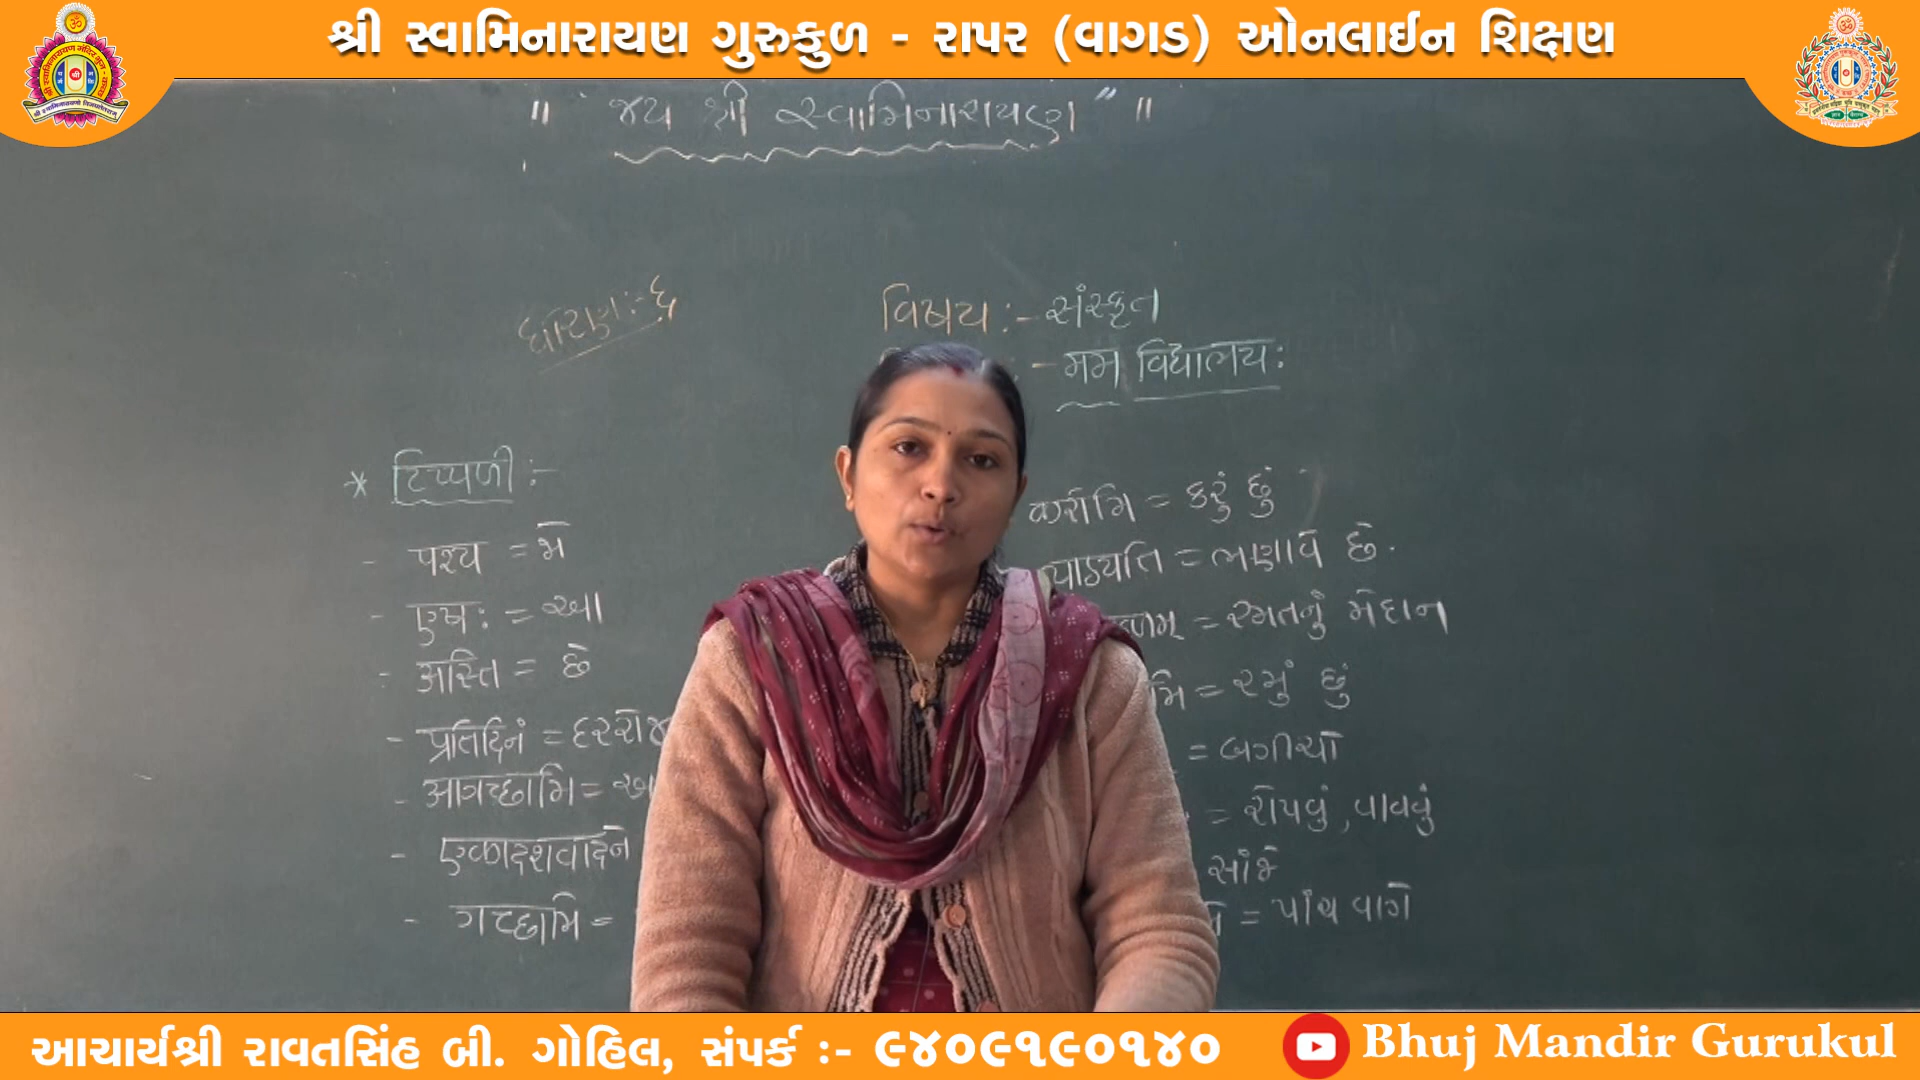 શ્રી સ્વામિનારાયણ ગુરુકુળ - રાપર (વાગડ) ઓનલાઈન શિક્ષણ
" જય શ્રી સ્વામિનારાયણ " "
ધોરણ:- ૬
વિષય :- સંસ્કૃત
:- मम विद्यालय:
* टिप्पणी :-
- पश्य = જો
- एष: = આ
- अस्ति = છે
- प्रतिदिनं = દરરોજ
- आगच्छामि =
- एकादशवादने
- गच्छामि =
करोमि = કરું છું
पाठयति = ભણાવે છે.
= રમતનું મેદાન
मि = રમું છું
= બગીચો
= રોપવું, વાવવું
સાંજે
= પાંચ વાગે
આચાર્યશ્રી રાવતસિંહ બી. ગોહિલ, સંપર્ક :- ૯૪૦૯૧૯૦૧૪૦
Bhuj Mandir Gurukul